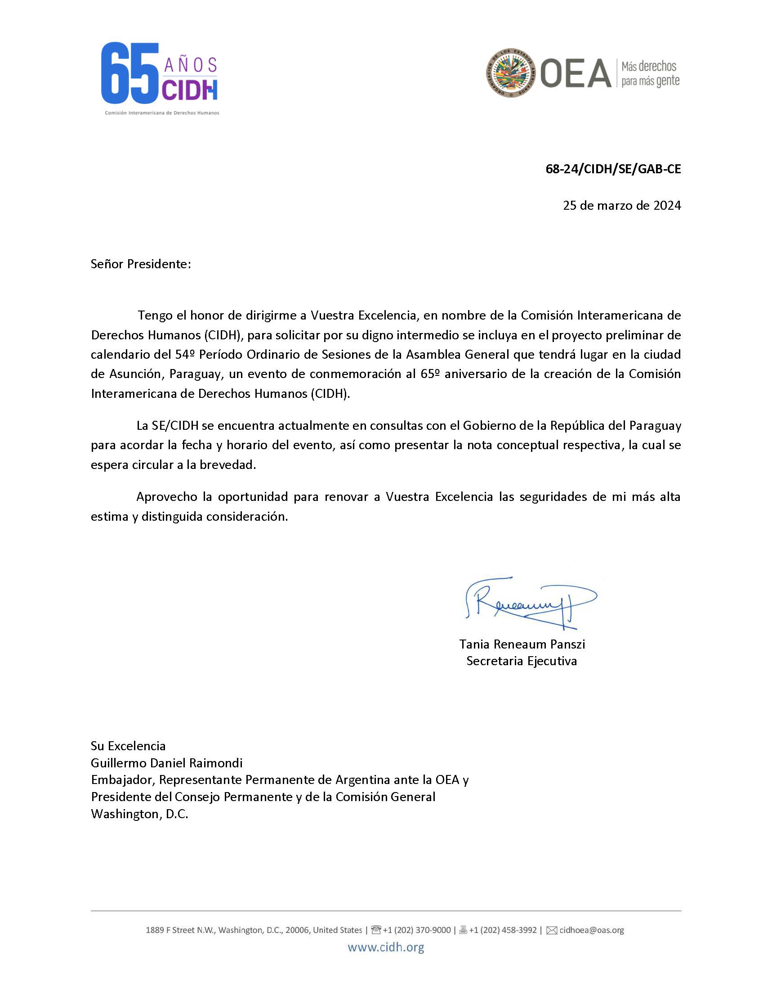 65 AÑOS
CIDH
Comisión Interamericana de Derechos Humanos
ORGANIZACION DE LOS ESTADOS AMERICANOS
OEA
Más derechos
para más gente
68-24/CIDH/SE/GAB-CE
25 de marzo de 2024
Señor Presidente:
Tengo el honor de dirigirme a Vuestra Excelencia, en nombre de la Comisión Interamericana de
Derechos Humanos (CIDH), para solicitar por su digno intermedio se incluya en el proyecto preliminar de
calendario del 54º Período Ordinario de Sesiones de la Asamblea General que tendrá lugar en la ciudad
de Asunción, Paraguay, un evento de conmemoración al 65º aniversario de la creación de la Comisión
Interamericana de Derechos Humanos (CIDH).
La SE/CIDH se encuentra actualmente en consultas con el Gobierno de la República del Paraguay
para acordar la fecha y horario del evento, así como presentar la nota conceptual respectiva, la cual se
espera circular a la brevedad.
Aprovecho la oportunidad para renovar a Vuestra Excelencia las seguridades de mi más alta
estima y distinguida consideración.
TReneaumP
Tania Reneaum Panszi
Secretaria Ejecutiva
Su Excelencia
Guillermo Daniel Raimondi
Embajador, Representante Permanente de Argentina ante la OEA y
Presidente del Consejo Permanente y de la Comisión General
Washington, D.C.
1889 F Street N.W., Washington, D.C., 20006, United States | +1 (202) 370-9000 | +1 (202) 458-3992 | cidhoea@oas.org
www.cidh.org